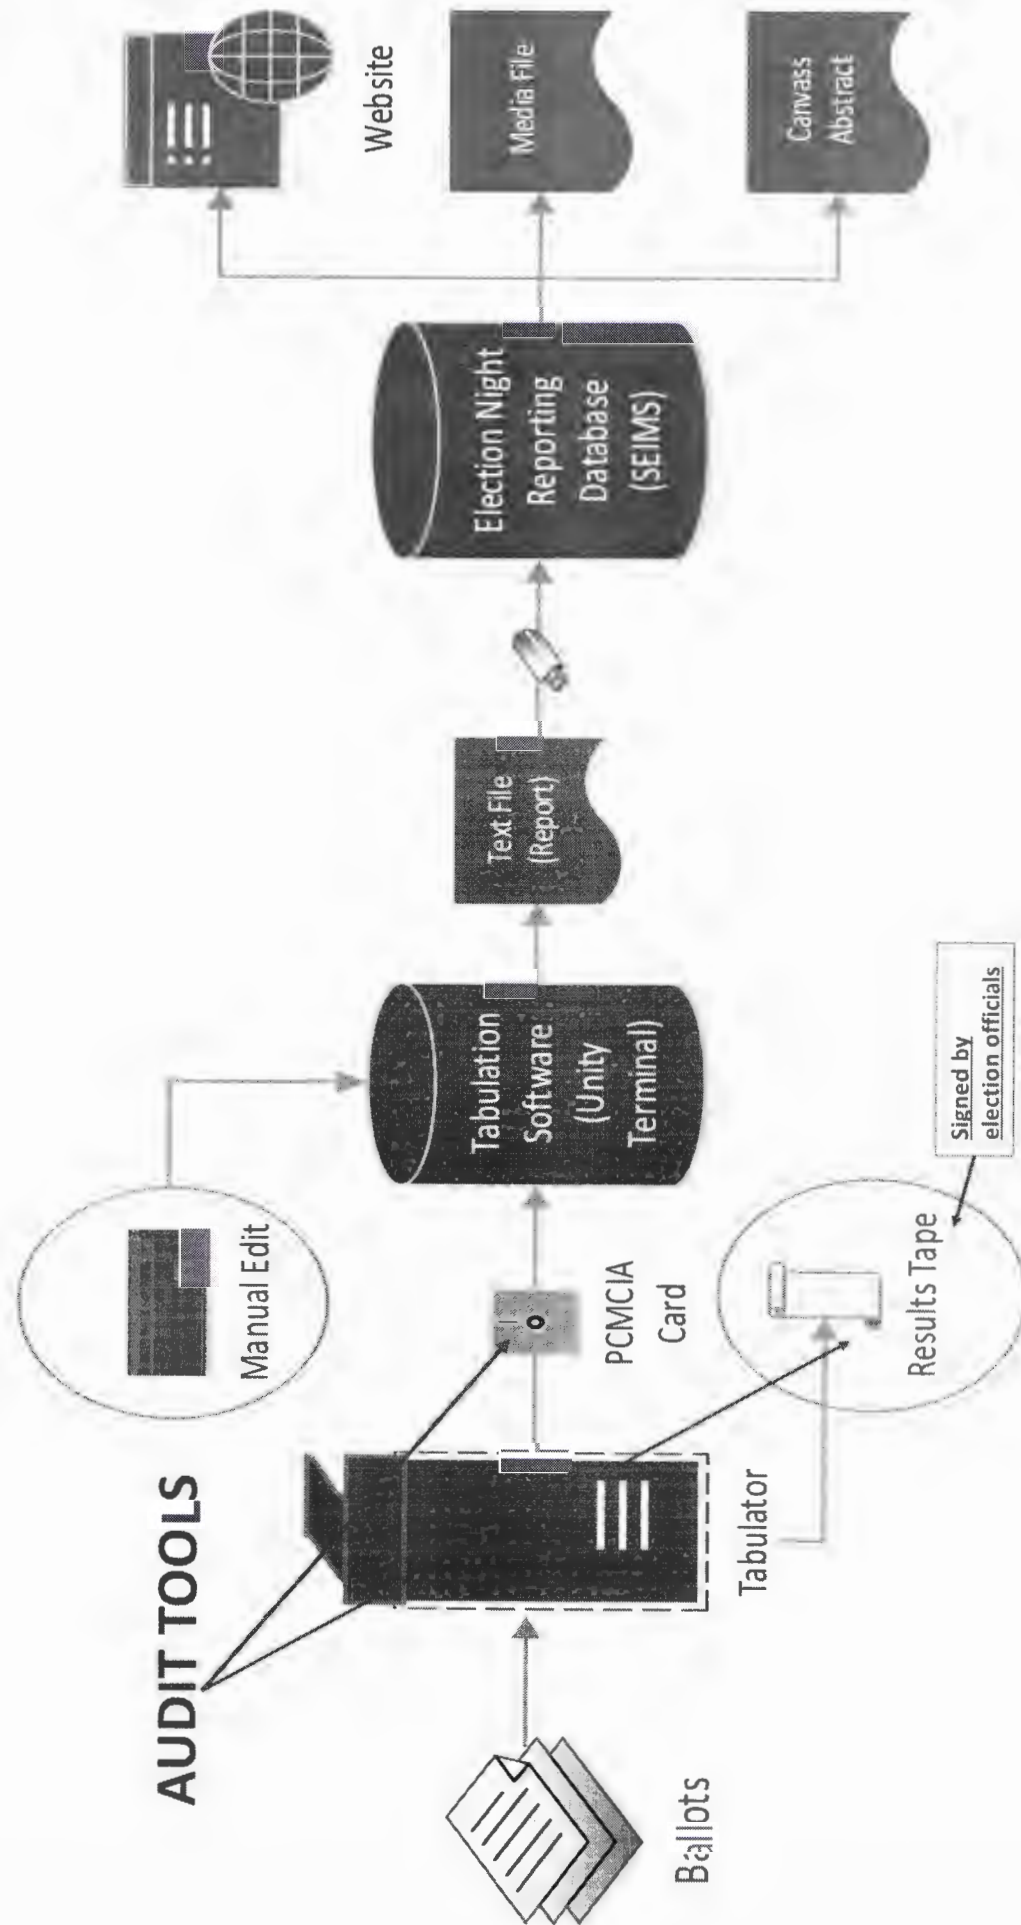 AUDIT TOOLS
Ballots
Tabulator
Manual Edit
PCMCIA
Card
Results Tape
Signed by
election officials
Tabulation
Software
(Unity
Terminal)
Text File
(Report)
Election Night
Reporting
Database
(SEIMS)
Website
Media File
Canvass
Abstract